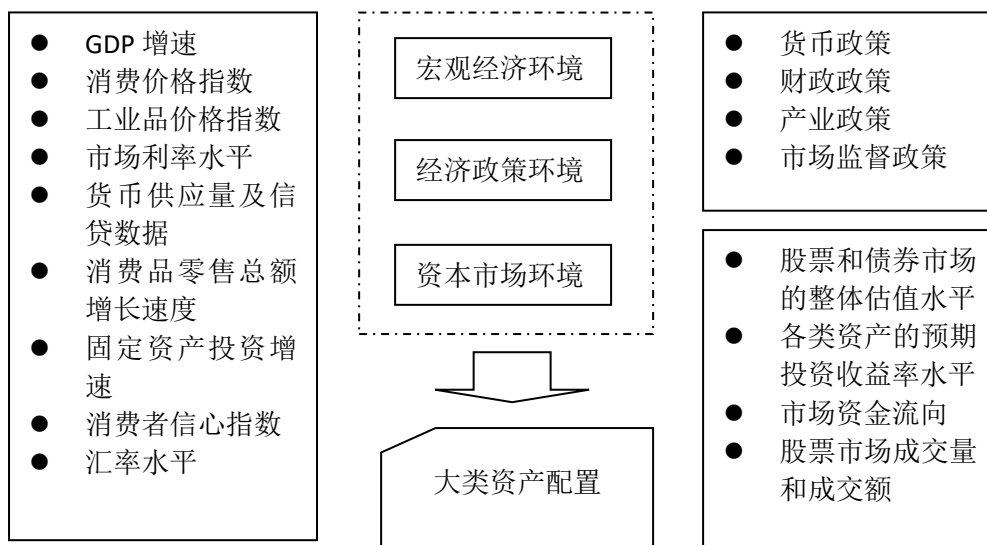 GDP 增速
消费价格指数
工业品价格指数
市场利率水平
货币供应量及信
贷数据
消费品零售总额
增长速度
固定资产投资增
速
消费者信心指数
汇率水平
宏观经济环境
经济政策环境
资本市场环境
大类资产配置
货币政策
财政政策
产业政策
市场监督政策
股票和债券市场
的整体估值水平
各类资产的预期
投资收益率水平
市场资金流向
股票市场成交量
和成交额